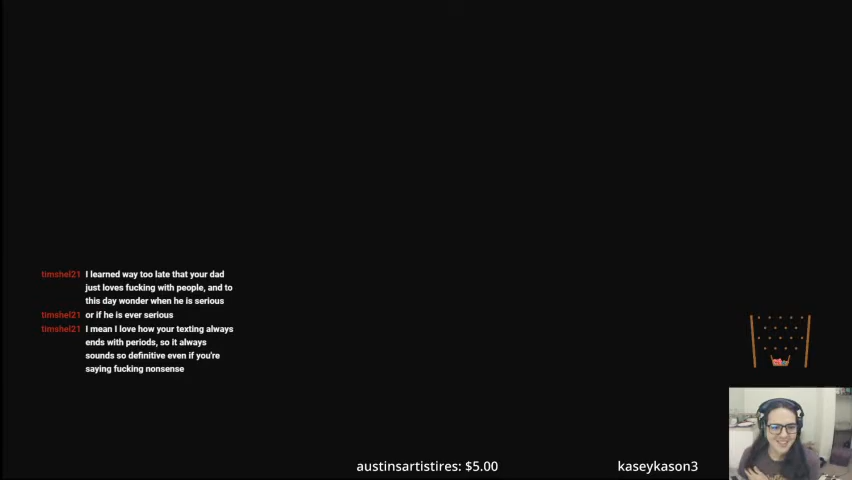 timshel21 I learned way too late that your dad
just loves fucking with people, and to
this day wonder when he is serious
timshel21 or if he is ever serious
timshel21 I mean I love how your texting always
ends with periods, so it always
sounds so definitive even if you're
saying fucking nonsense
austinsartistires: $5.00
kaseykason3